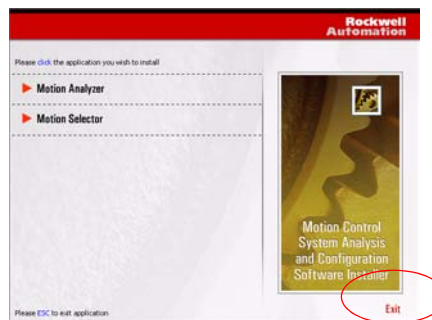 Rockwell
Automation
Please click the application you wish to install
Motion Analyzer
Motion Selector
Motion Control
System Analysis
and Configuration
Software Installer
Please ESC to exit application
Exit